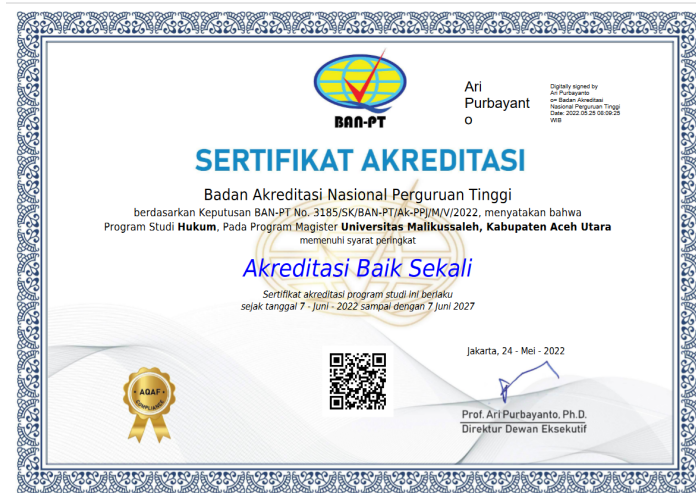 BAN-PT
Ari
Purbayant
o
Digitally signed by
Ari Purbayanto
o= Badan Akreditasi
Nasional Perguruan Tinggi
Date: 2022.05.25 08:09:25
WIB
SERTIFIKAT AKREDITASI
Badan Akreditasi Nasional Perguruan Tinggi
berdasarkan Keputusan BAN-PT No. 3185/SK/BAN-PT/Ak-PPJ/M/V/2022, menyatakan bahwa
Program Studi Hukum, Pada Program Magister Universitas Malikussaleh, Kabupaten Aceh Utara
memenuhi syarat peringkat
Akreditasi Baik Sekali
Sertifikat akreditasi program studi ini berlaku
sejak tanggal 7 - Juni - 2022 sampai dengan 7 Juni 2027
Jakarta, 24 - Mei - 2022
AQAF
COMPLIANCE
Prof. Ari Purbayanto, Ph.D.
Direktur Dewan Eksekutif